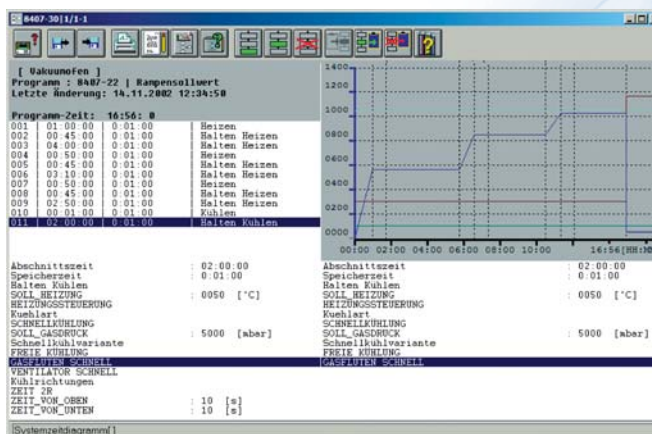 8407-30|1/1-1
[ Vakuumofen ]
Programm : 8407-22 | Rampensollwert
Letzte Änderung: 14.11.2002 12:34:50
Programm-Zeit: 16:56: 0
001 | 01:00:00 | 0:01:00 | Heizen
002 | 00:45:00 | 0:01:00 | Halten Heizen
003 | 04:00:00 | 0:01:00 | Halten Heizen
004 | 00:50:00 | 0:01:00 | Heizen
005 | 00:45:00 | 0:01:00 | Halten Heizen
006 | 03:10:00 | 0:01:00 | Halten Heizen
007 | 00:50:00 | 0:01:00 | Heizen
008 | 00:45:00 | 0:01:00 | Halten Heizen
009 | 02:50:00 | 0:01:00 | Halten Heizen
010 | 00:01:00 | 0:01:00 | Kuhlen
011 | 02:00:00 | 0:01:00 | Halten Kuhlen
1400
1200
1000
0800
0600
0400
0200
0000
00:00 02:00 04:00 06:00 08:00 10:00 16:56[HH:M
Abschnittszeit : 02:00:00
Speicherzeit : 0:01:00
Halten Kuhlen
SOLL_HEIZUNG : 0050 [°C]
HEIZUNGSSTEUERUNG
Kuehlart
SCHNELLKÜHLUNG
SOLL_GASDRUCK : 5000 [mbar]
Schnellkühlvariante
FREIE KÜHLUNG
GASFLUTEN SCHNELL
VENTILATOR SCHNELL
Kühlrichtungen
ZEIT 2R
ZEIT_VON_OBEN : 10 [s]
ZEIT_VON_UNTEN : 10 [s]
Abschnittszeit : 02:00:00
Speicherzeit : 0:01:00
Halten Kuhlen
SOLL_HEIZUNG : 0050 [°C]
HEIZUNGSSTEUERUNG
Kuehlart
SCHNELLKÜHLUNG
SOLL_GASDRUCK : 5000 [mbar]
Schnellkühlvariante
FREIE KÜHLUNG
GASFLUTEN SCHNELL
Systemzeitdiagramm[]